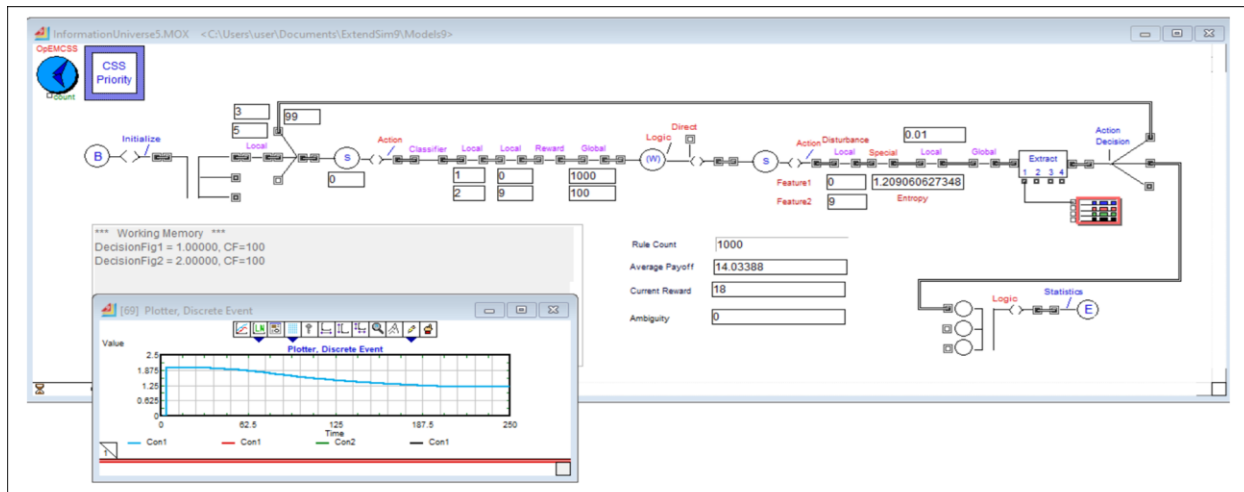 InformationUniverse5.MOX <C:\Users\user\Documents\ExtendSim9\Models9>
OpEMCSS
count
CSS
Priority
3
99
5
Initialize
Local
B
S
0
Action
Classifier
Local
Local
Reward
Global
1
0
1000
2
9
100
Logic
Direct
(W)
S
Action
Disturbance
0.01
Local
Special
Local
Global
Feature1
0
1.209060627348
Feature2
9
Entropy
Extract
1 2 3 4
Action
Decision
*** Working Memory ***
DecisionFig1 = 1.00000, CF=100
DecisionFig2 = 2.00000, CF=100
Rule Count 1000
Average Payoff 14.03388
Current Reward 18
Ambiguity 0
Logic
Statistics
E
[69] Plotter, Discrete Event
Plotter, Discrete Event
Value
2.5
1.875
1.25
0.625
0
0 62.5 125 187.5 250
Time
Con1 Con1 Con2 Con1
1